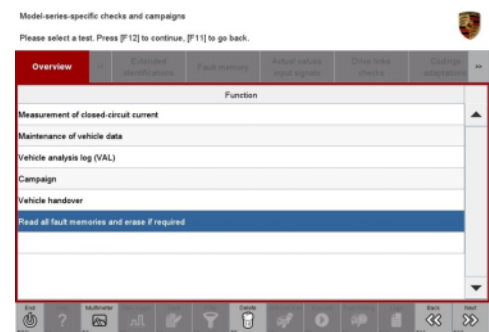 Model-series-specific checks and campaigns
Please select a test. Press [F12] to continue, [F11] to go back.
Overview
Extended identifications
Fault memory
Actual values input signals
Drive links checks
Codings adaptations
Function
Measurement of closed-circuit current
Maintenance of vehicle data
Vehicle analysis log (VAL)
Campaign
Vehicle handover
Read all fault memories and erase if required
End
Multimeter
Delete
Back
Next